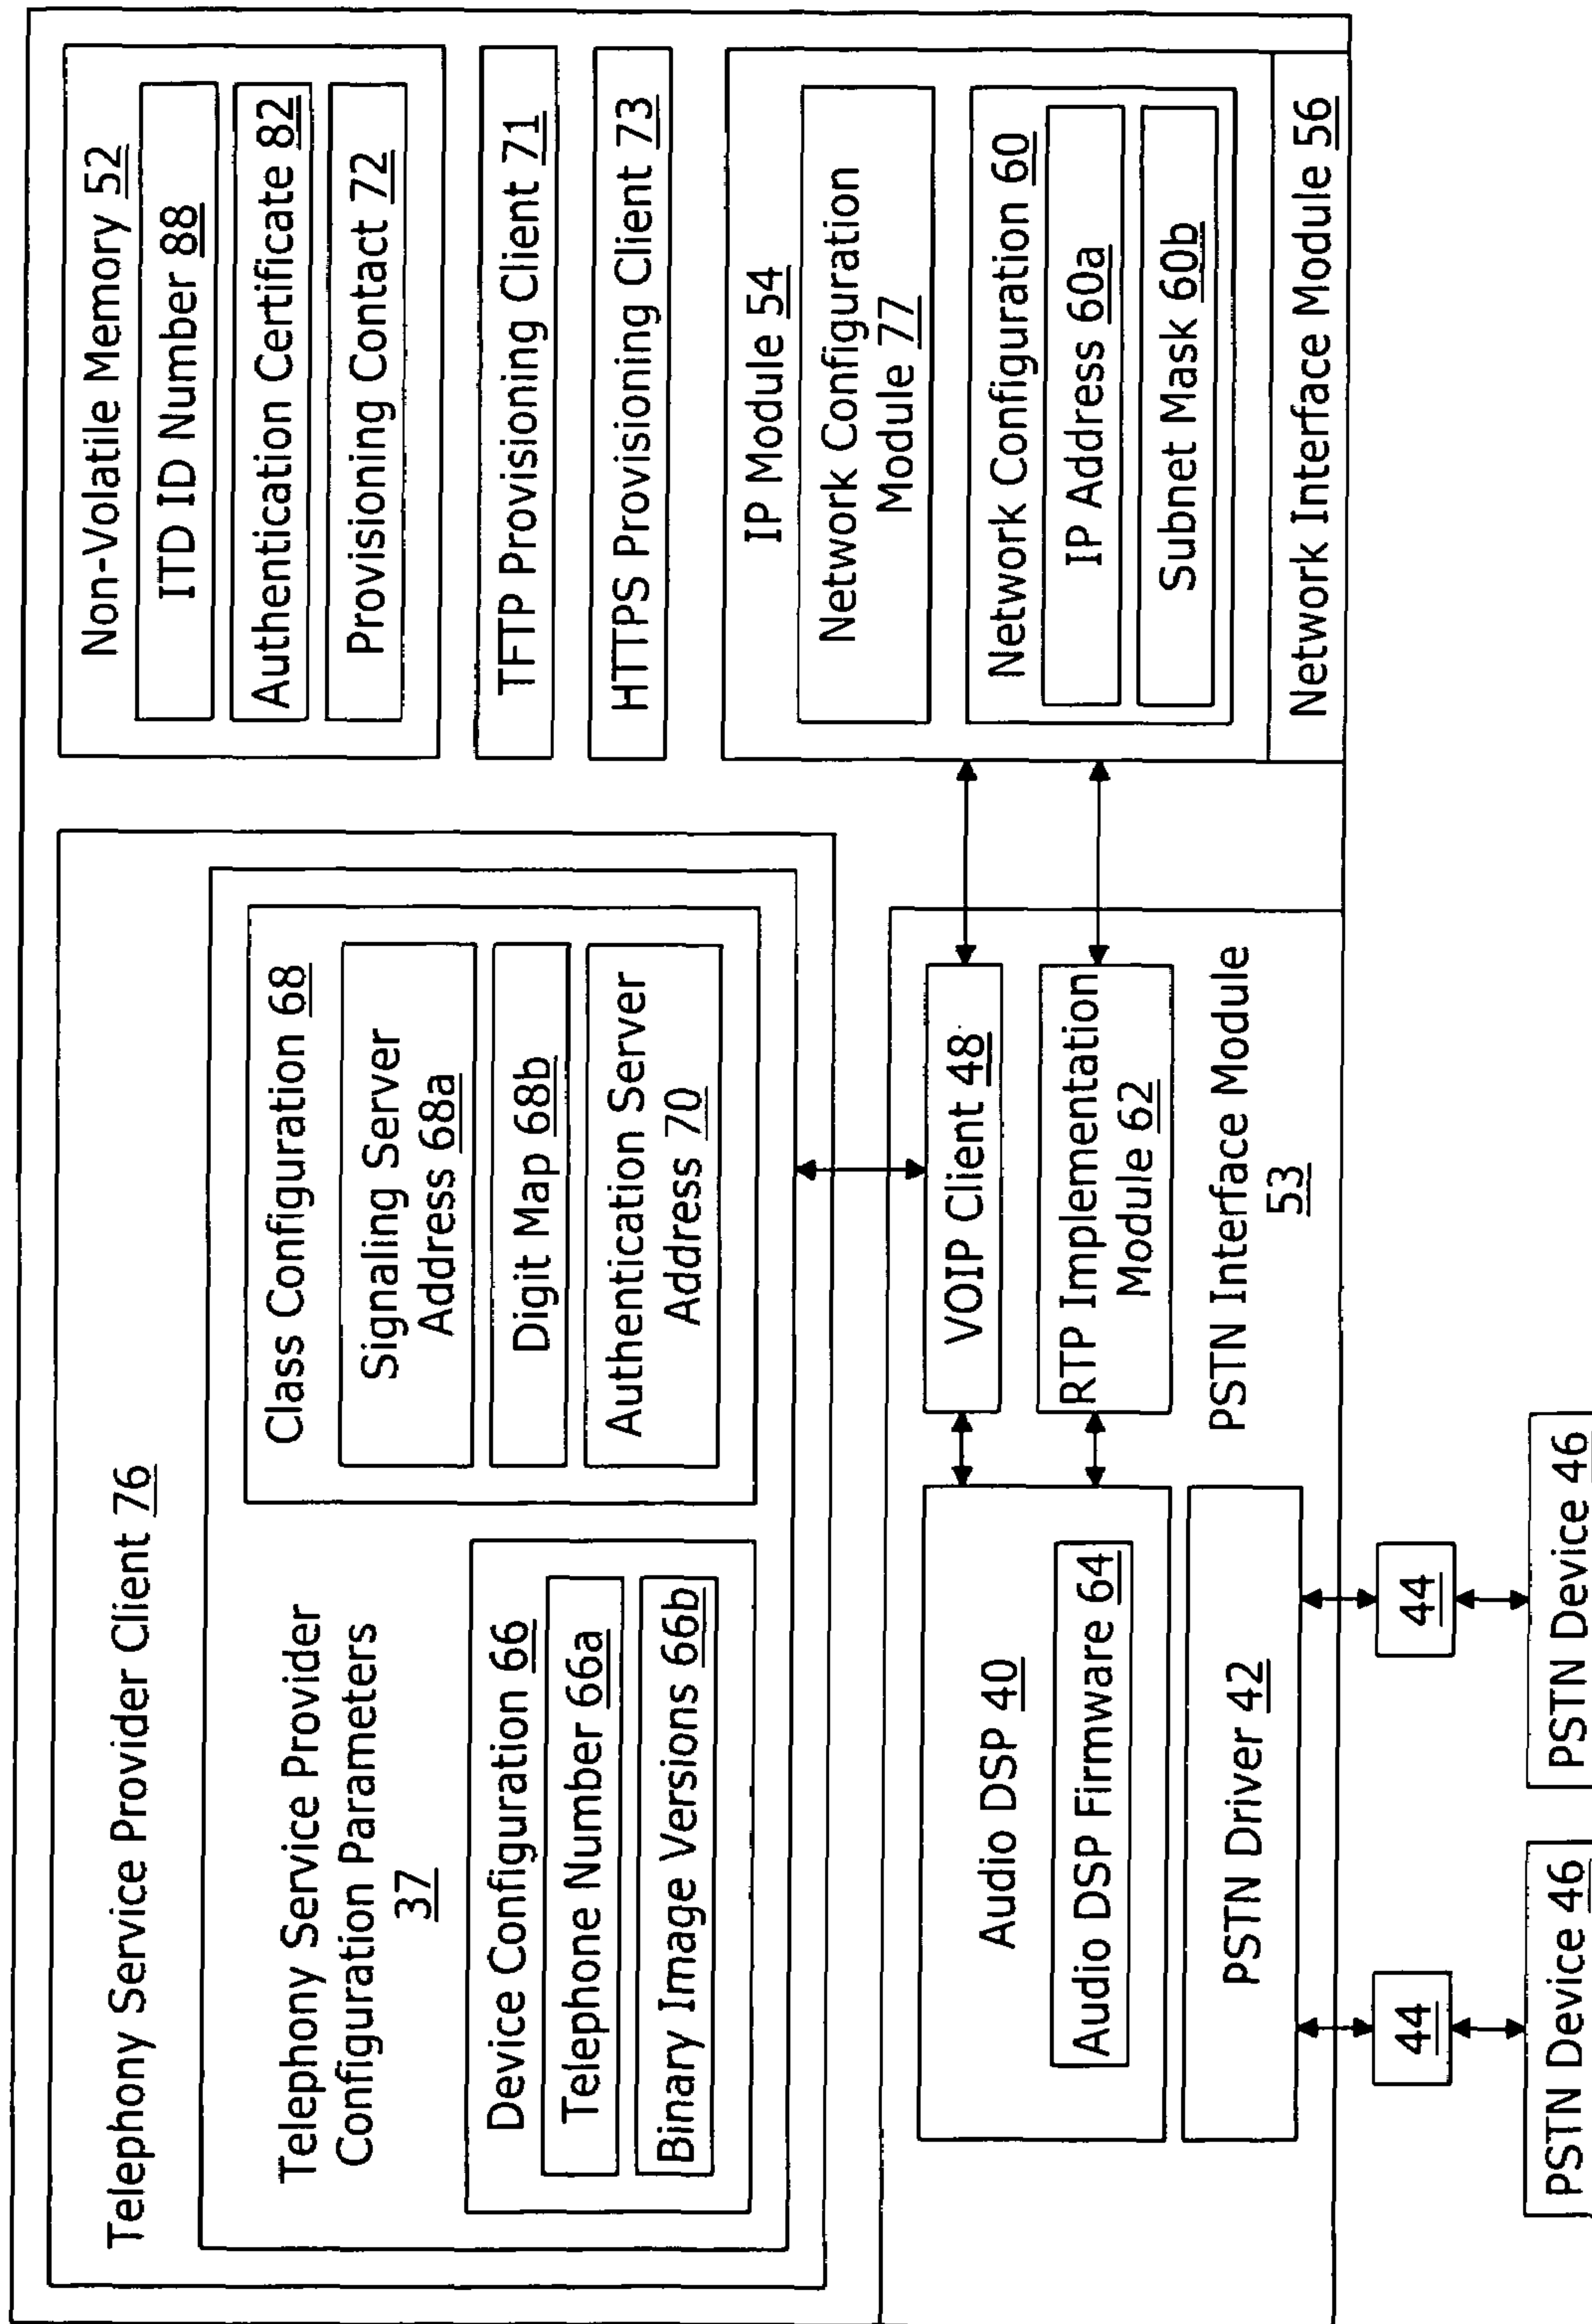 Telephony Service Provider Client 76
Telephony Service Provider
Configuration Parameters
37
Device Configuration 66
Telephone Number 66a
Binary Image Versions 66b
Class Configuration 68
Signaling Server
Address 68a
Digit Map 68b
Authentication Server
Address 70
Non-Volatile Memory 52
ITD ID Number 88
Authentication Certificate 82
Provisioning Contact 72
TFTP Provisioning Client 71
HTTPS Provisioning Client 73
Audio DSP 40
Audio DSP Firmware 64
PSTN Driver 42
VOIP Client 48
RTP Implementation
Module 62
PSTN Interface Module
53
IP Module 54
Network Configuration
Module 77
Network Configuration 60
IP Address 60a
Subnet Mask 60b
Network Interface Module 56
44
44
PSTN Device 46
PSTN Device 46